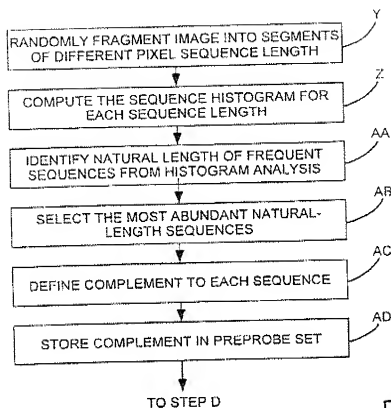 Y
RANDOMLY FRAGMENT IMAGE INTO SEGMENTS
OF DIFFERENT PIXEL SEQUENCE LENGTH
Z
COMPUTE THE SEQUENCE HISTOGRAM FOR
EACH SEQUENCE LENGTH
AA
IDENTIFY NATURAL LENGTH OF FREQUENT
SEQUENCES FROM HISTOGRAM ANALYSIS
AB
SELECT THE MOST ABUNDANT NATURAL-
LENGTH SEQUENCES
AC
DEFINE COMPLEMENT TO EACH SEQUENCE
AD
STORE COMPLEMENT IN PREPROBE SET
TO STEP D